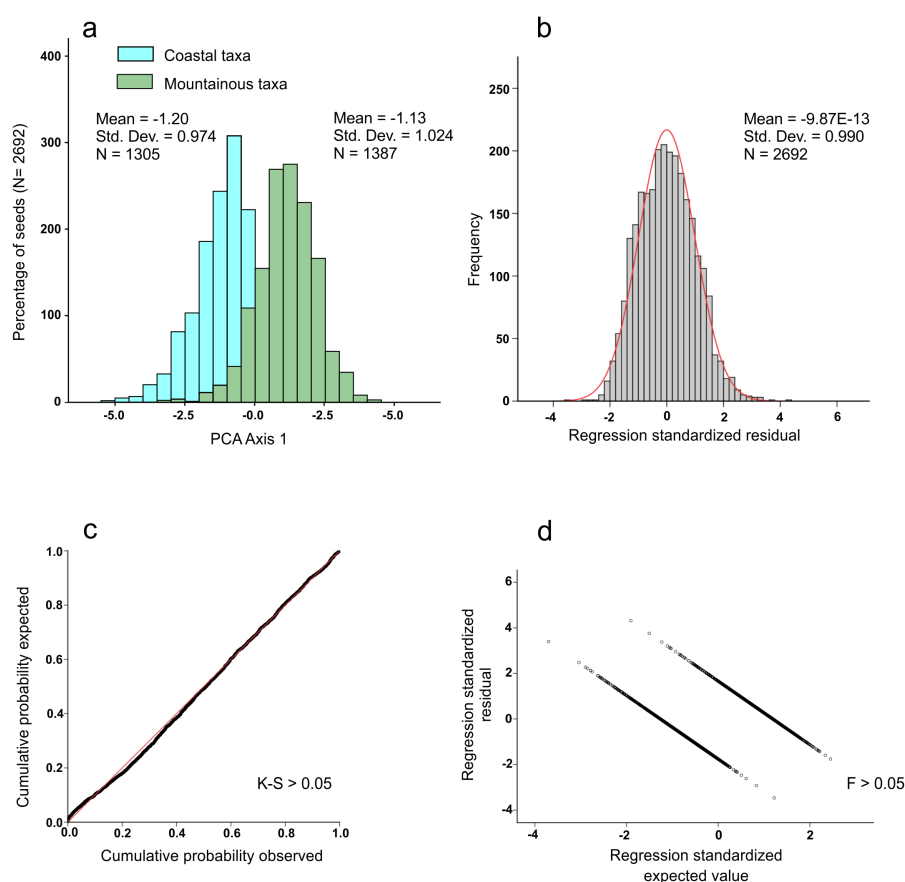 a
400
Coastal taxa
Mountainous taxa
Mean = -1.20
Std. Dev. = 0.974
N = 1305
Mean = -1.13
Std. Dev. = 1.024
N = 1387
300
200
100
0
Percentage of seeds (N= 2692)
-5.0 -2.5 -0.0 -2.5 -5.0
PCA Axis 1
b
250
Mean = -9.87E-13
Std. Dev. = 0.990
N = 2692
200
150
100
50
0
Frequency
-4 -2 0 2 4 6
Regression standardized residual
c
1.0
0.8
0.6
0.4
0.2
0.0
Cumulative probability expected
K-S > 0.05
0.0 0.2 0.4 0.6 0.8 1.0
Cumulative probability observed
d
6
4
2
0
-2
-4
Regression standardized
residual
F > 0.05
-4 -2 0 2
Regression standardized
expected value